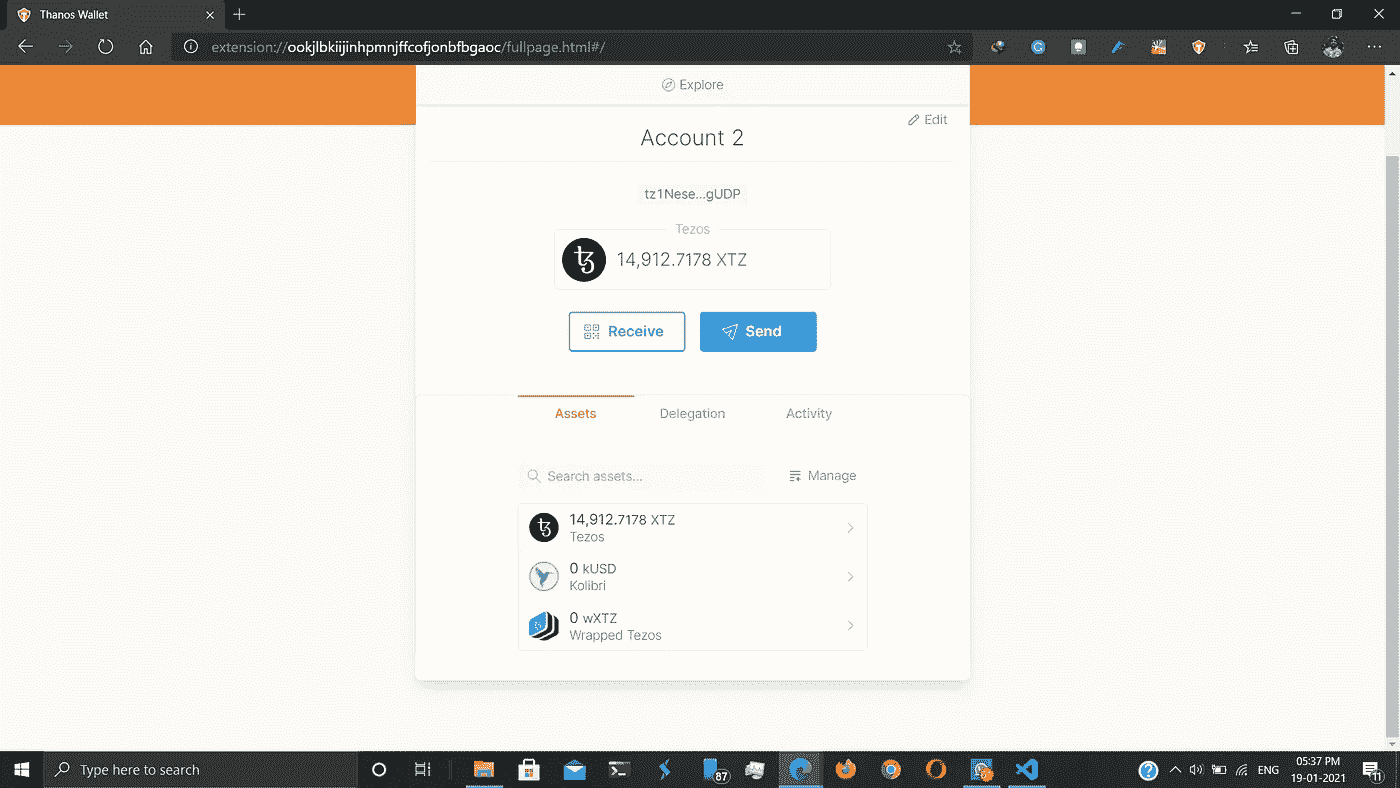 Thanos Wallet
extension://ookjlbkiijinhpmnjffcofjonbfbgaoc/fullpage.html#/
Explore
Edit
Account 2
tz1Nese...gUDP
Tezos
14,912.7178 XTZ
Receive
Send
Assets
Delegation
Activity
Search assets...
Manage
14,912.7178 XTZ
Tezos
0 kUSD
Kolibri
0 wXTZ
Wrapped Tezos
Type here to search
87
ENG
05:37 PM
19-01-2021
11